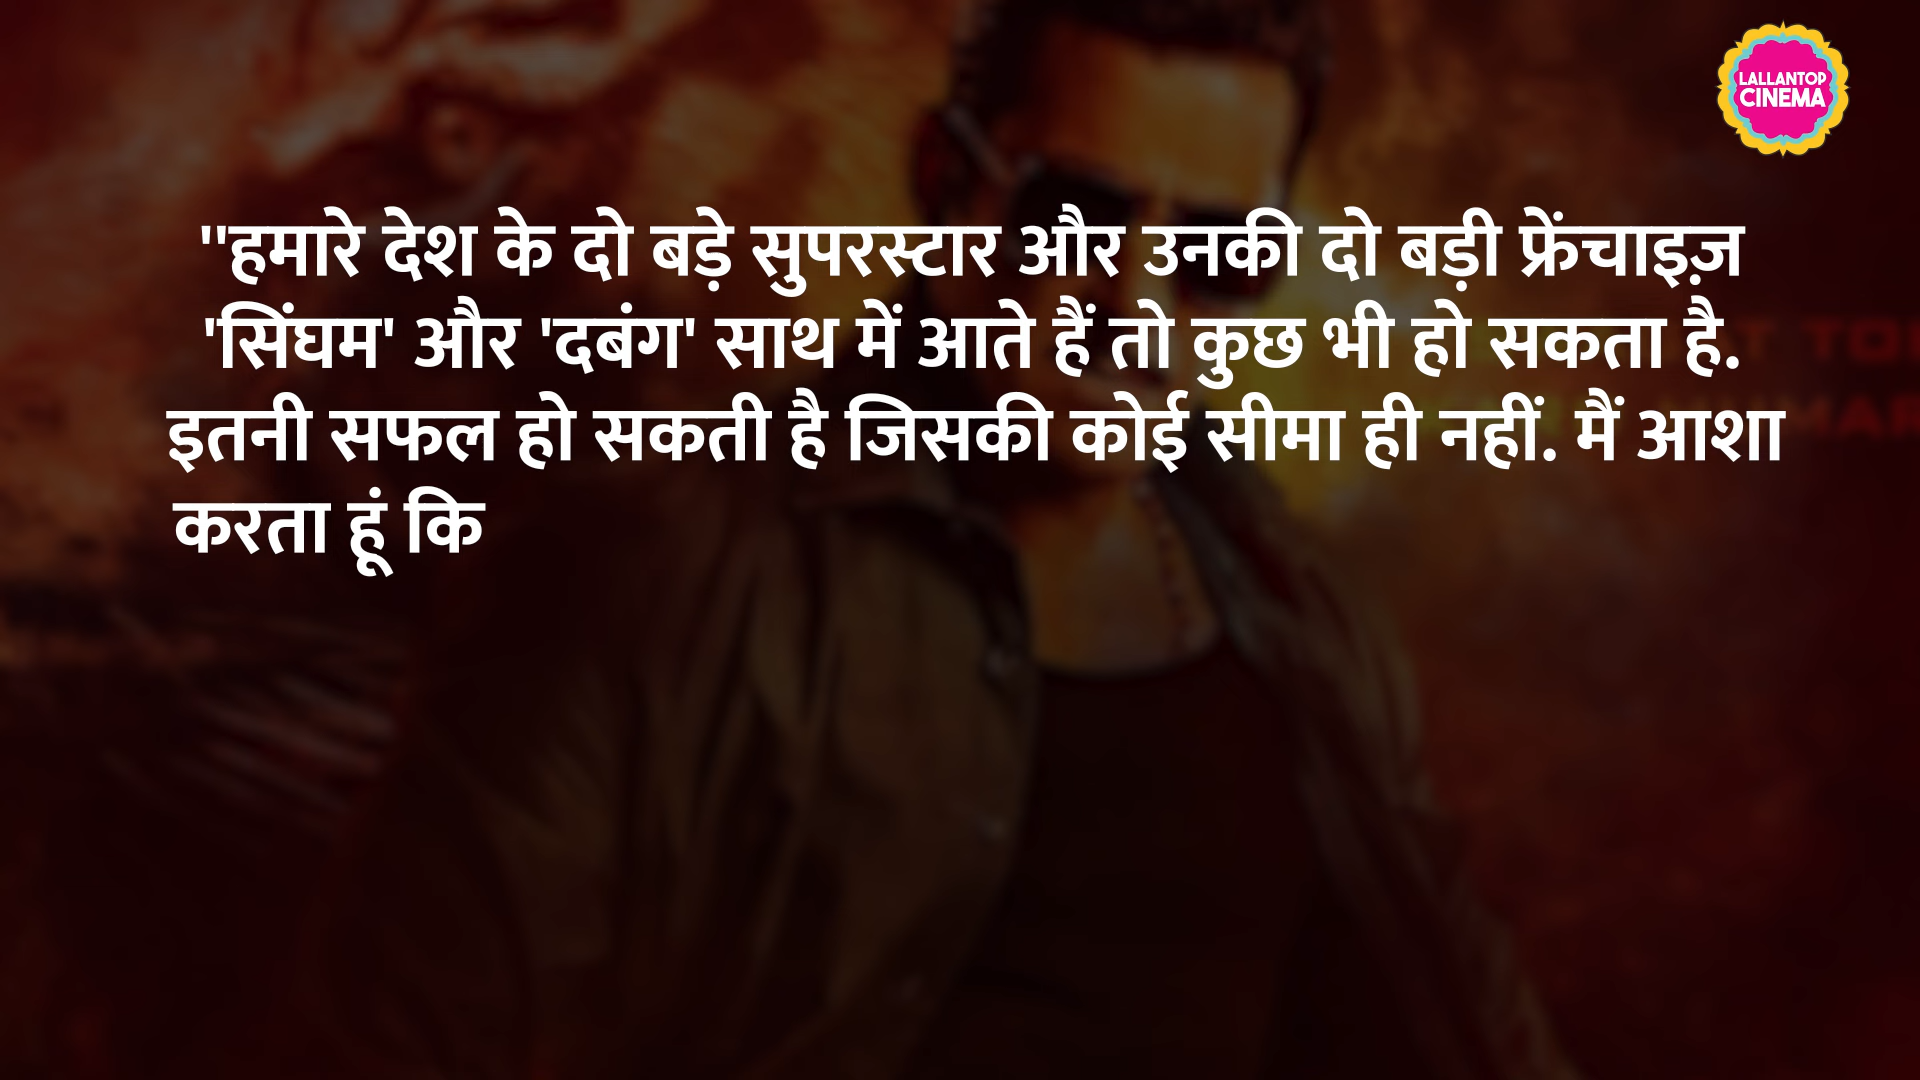 LALLANTOP
CINEMA
"हमारे देश के दो बड़े सुपरस्टार और उनकी दो बड़ी फ्रेंचाइज़
'सिंघम' और 'दबंग' साथ में आते हैं तो कुछ भी हो सकता है.
इतनी सफल हो सकती है जिसकी कोई सीमा ही नहीं. मैं आशा
करता हूं कि